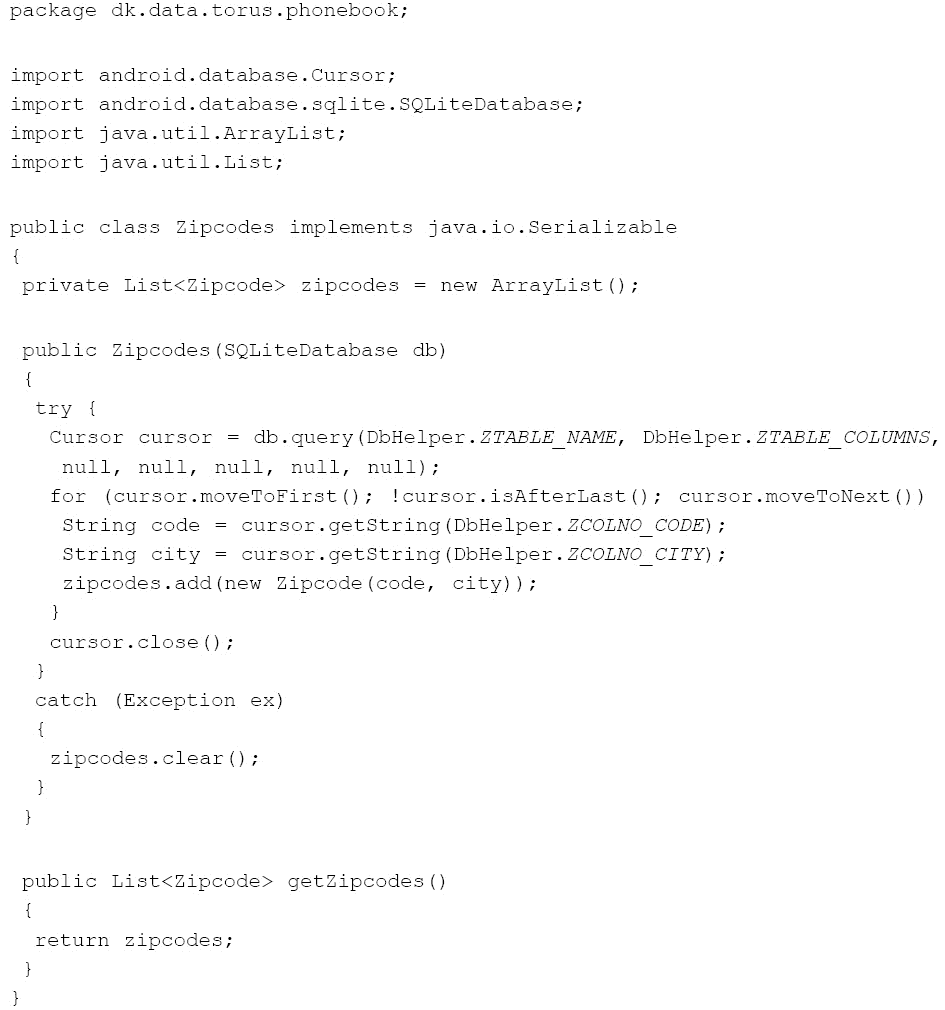 package dk.data.torus.phonebook;
import android.database.Cursor;
import android.database.sqlite.SQLiteDatabase;
import java.util.ArrayList;
import java.util.List;
public class Zipcodes implements java.io.Serializable
{
private List<Zipcode> zipcodes = new ArrayList();
public Zipcodes(SQLiteDatabase db)
{
try {
Cursor cursor = db.query(DbHelper.ZTABLE_NAME, DbHelper.ZTABLE_COLUMNS,
null, null, null, null, null);
for (cursor.moveToFirst(); !cursor.isAfterLast(); cursor.moveToNext())
String code = cursor.getString(DbHelper.ZCOLNO_CODE);
String city = cursor.getString(DbHelper.ZCOLNO_CITY);
zipcodes.add(new Zipcode(code, city));
}
cursor.close();
}
catch (Exception ex)
{
zipcodes.clear();
}
}
public List<Zipcode> getZipcodes()
{
return zipcodes;
}
}